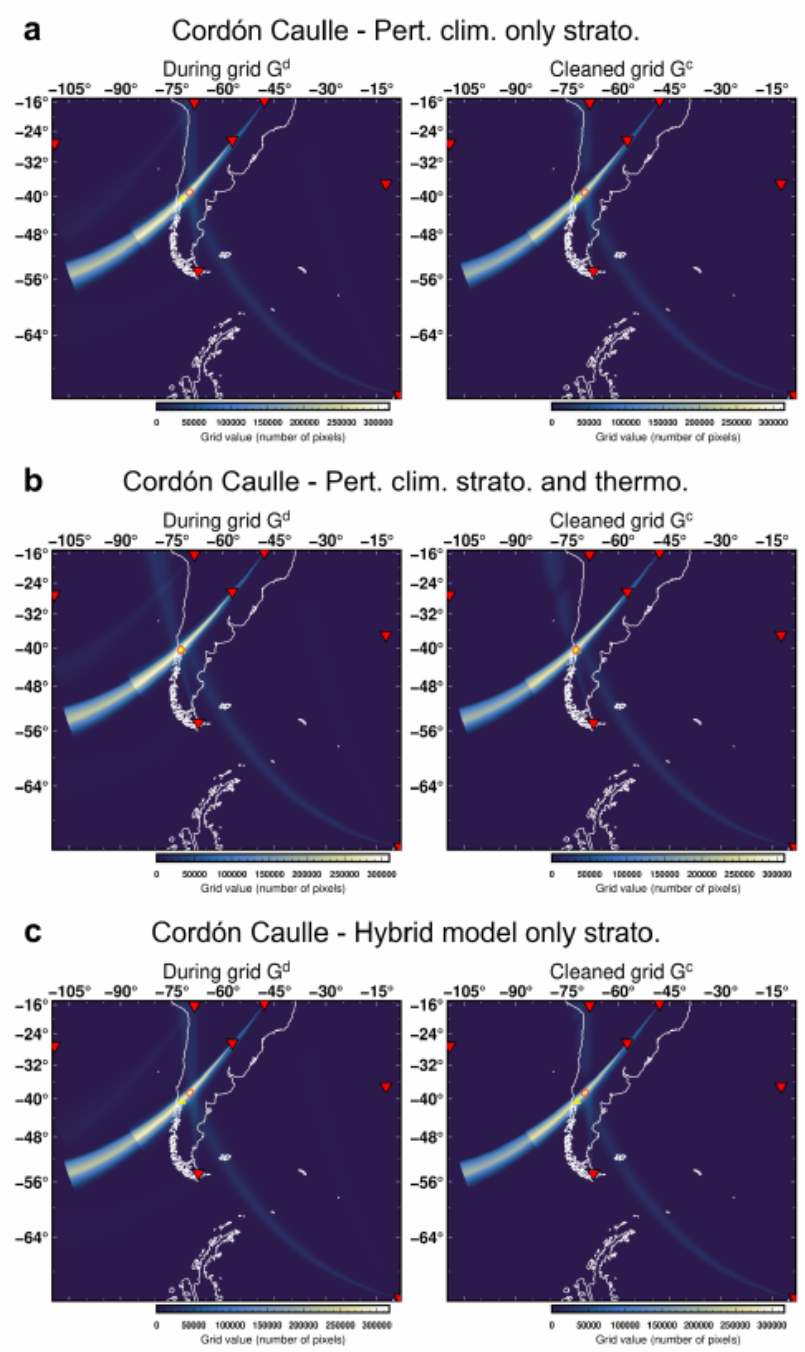 a Cordón Caulle - Pert. clim. only strato.
During grid Gᵈ Cleaned grid Gᶜ
−105° −90° −75° −60° −45° −30° −15° −105° −90° −75° −60° −45° −30° −15°
−16° −16°
−24° −24°
−32° −32°
−40° −40°
−48° −48°
−56° −56°
−64° −64°
0 50000 100000 150000 200000 250000 300000 0 50000 100000 150000 200000 250000 300000
Grid value (number of pixels) Grid value (number of pixels)
b Cordón Caulle - Pert. clim. strato. and thermo.
During grid Gᵈ Cleaned grid Gᶜ
−105° −90° −75° −60° −45° −30° −15° −105° −90° −75° −60° −45° −30° −15°
−16° −16°
−24° −24°
−32° −32°
−40° −40°
−48° −48°
−56° −56°
−64° −64°
0 50000 100000 150000 200000 250000 300000 0 50000 100000 150000 200000 250000 300000
Grid value (number of pixels) Grid value (number of pixels)
c Cordón Caulle - Hybrid model only strato.
During grid Gᵈ Cleaned grid Gᶜ
−105° −90° −75° −60° −45° −30° −15° −105° −90° −75° −60° −45° −30° −15°
−16° −16°
−24° −24°
−32° −32°
−40° −40°
−48° −48°
−56° −56°
−64° −64°
0 50000 100000 150000 200000 250000 300000 0 50000 100000 150000 200000 250000 300000
Grid value (number of pixels) Grid value (number of pixels)